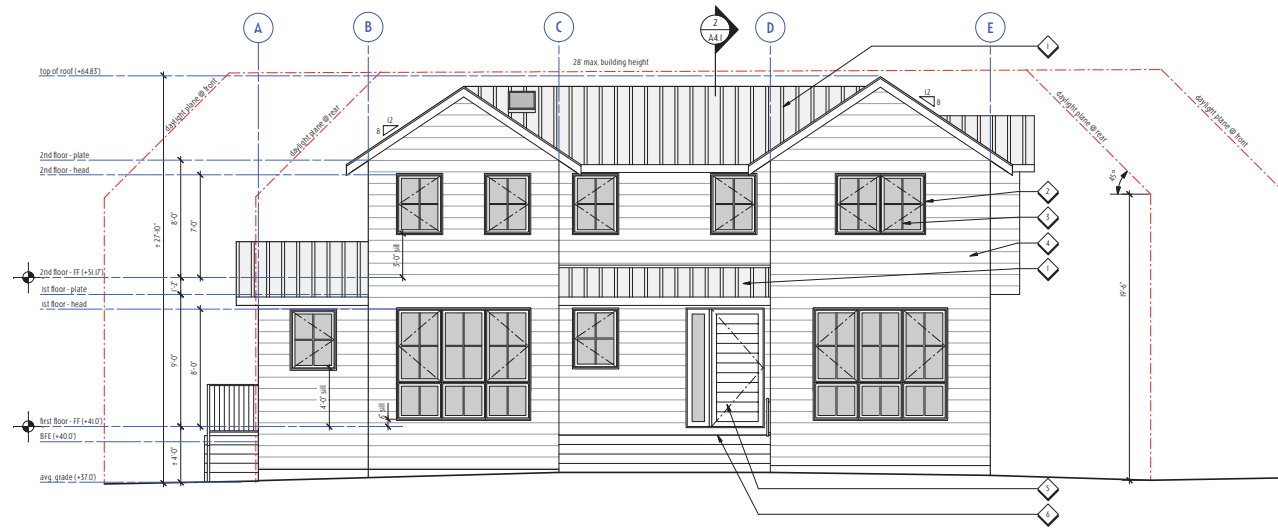 A
B
C
D
E
2
A4.1
1
top of roof (+64.83')
28' max. building height
daylight plane @ front
daylight plane @ rear
12
8
12
8
daylight plane @ rear
daylight plane @ front
2nd floor - plate
2nd floor - head
45°
2
3
4
1
± 27'-10"
8'-0"
7'-0"
3'-0" sill
2nd floor - FF (+51.17')
1'-2"
1st floor - plate
1st floor - head
19'-6"
9'-0"
8'-0"
4'-0" sill
6" sill
first floor - FF (+41.0')
BFE (+40.0')
± 4'-0"
avg. grade (+37.0')
5
6